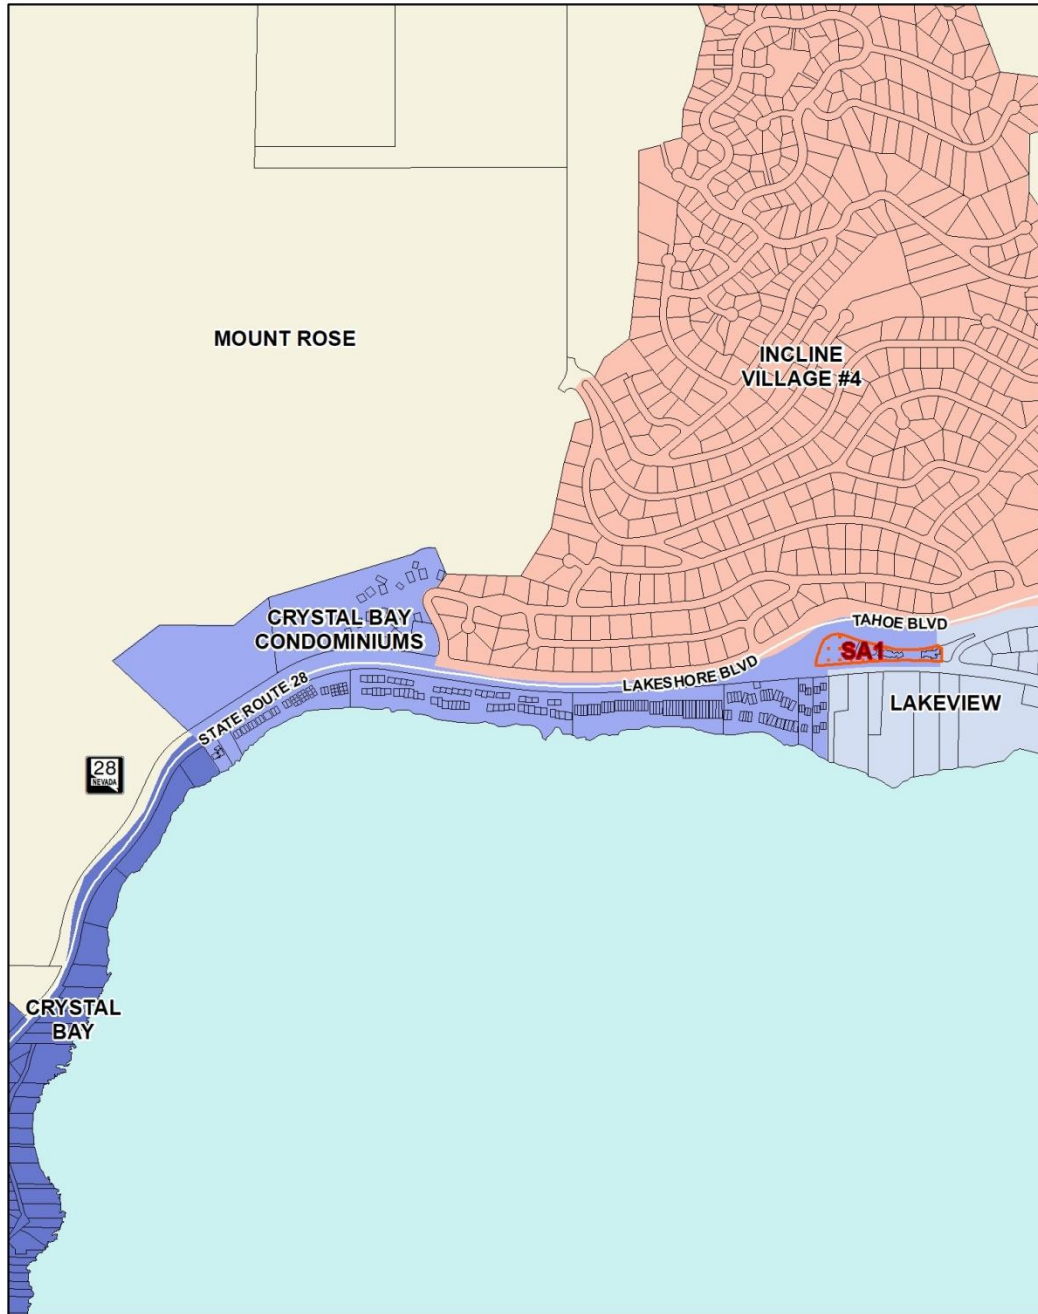 MOUNT ROSE
INCLINE
VILLAGE #4
CRYSTAL BAY
CONDOMINIUMS
TAHOE BLVD
SA1
LAKESHORE BLVD
LAKEVIEW
STATE ROUTE 28
28
NEVADA
CRYSTAL
BAY